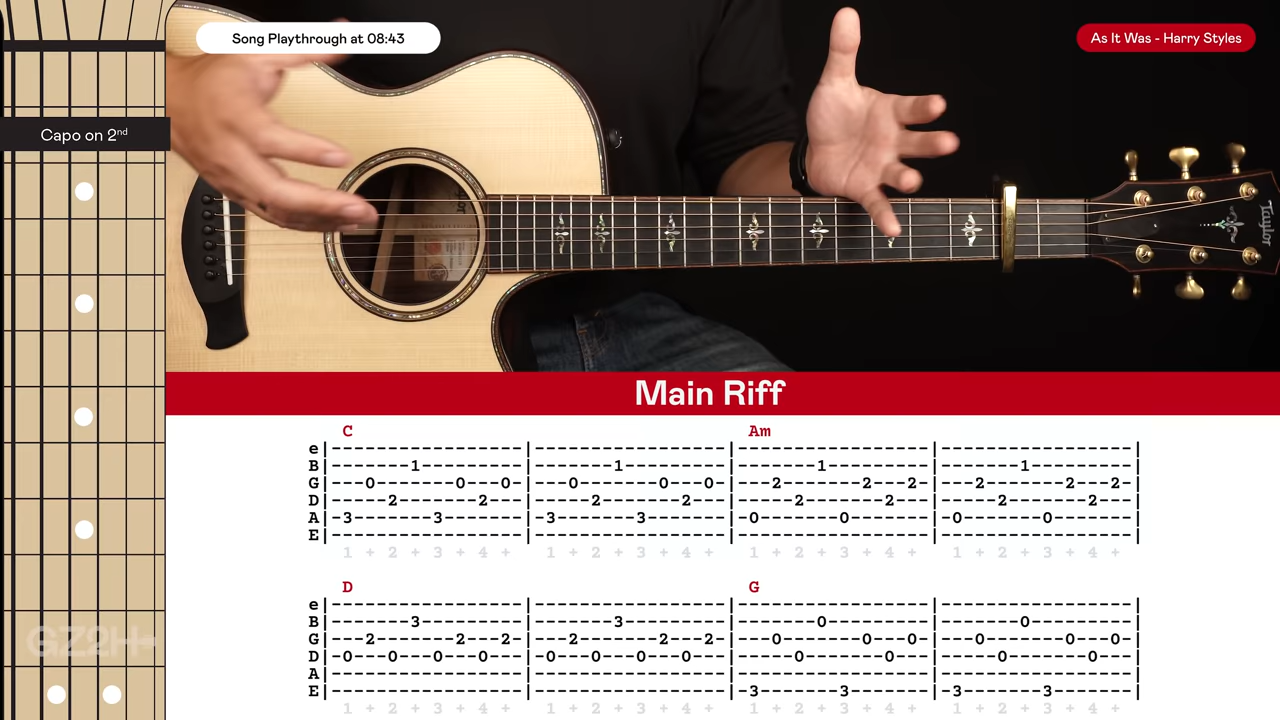 Song Playthrough at 08:43
As It Was - Harry Styles
Capo on 2nd
Taylor
Main Riff
C Am
e|------------------|------------------|------------------|------------------|
B|-------1----------|-------1----------|-------1----------|-------1----------|
G|---0-------0---0--|---0-------0---0--|---2-------2---2--|---2-------2---2--|
D|-----2-------2----|-----2-------2----|-----2-------2----|-----2-------2----|
A|-3-------3--------|-3-------3--------|-0-------0--------|-0-------0--------|
E|------------------|------------------|------------------|------------------|
1 + 2 + 3 + 4 + 1 + 2 + 3 + 4 + 1 + 2 + 3 + 4 + 1 + 2 + 3 + 4 +
D G
e|------------------|------------------|------------------|------------------|
B|-------3----------|-------3----------|-------0----------|-------0----------|
G|---2-------2---2--|---2-------2---2--|---0-------0---0--|---0-------0---0--|
D|-0---0---0---0----|-0---0---0---0----|-----0-------0----|-----0-------0----|
A|------------------|------------------|------------------|------------------|
E|------------------|------------------|-3-------3--------|-3-------3--------|
1 + 2 + 3 + 4 + 1 + 2 + 3 + 4 + 1 + 2 + 3 + 4 + 1 + 2 + 3 + 4 +
GZ2H+